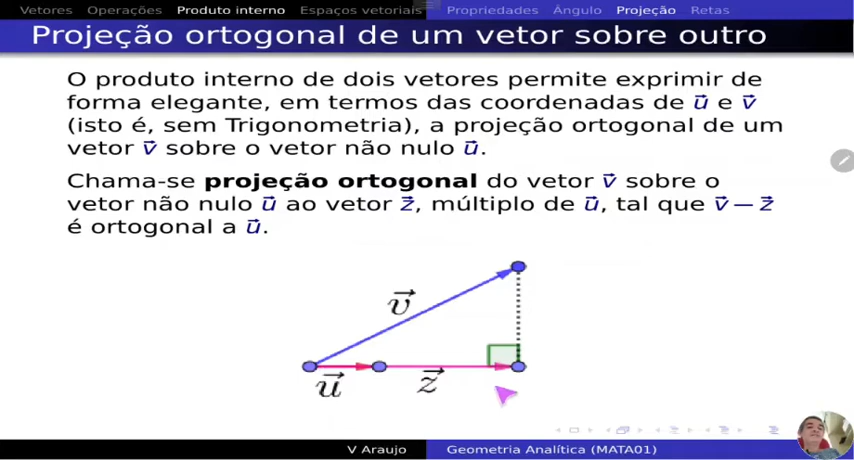 Vetores Operações Produto interno Espaços vetoriais Propriedades Ângulo Projeção Retas
Projeção ortogonal de um vetor sobre outro
O produto interno de dois vetores permite exprimir de
forma elegante, em termos das coordenadas de u⃗ e v⃗
(isto é, sem Trigonometria), a projeção ortogonal de um
vetor v⃗ sobre o vetor não nulo u⃗.
Chama-se projeção ortogonal do vetor v⃗ sobre o
vetor não nulo u⃗ ao vetor z⃗, múltiplo de u⃗, tal que v⃗ − z⃗
é ortogonal a u⃗.
v⃗
u⃗ z⃗
V Araujo Geometria Analítica (MATA01)